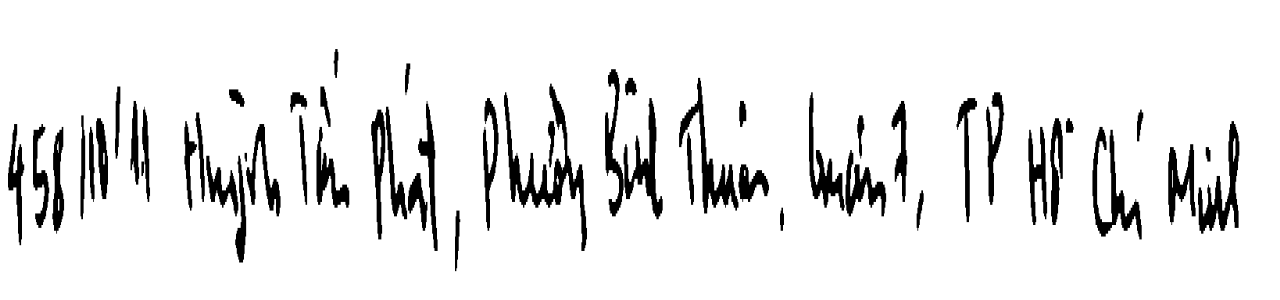 458/10/11 Huỳnh Tấn Phát, Phường Bình Thuận, Quận 7, TP Hồ Chí Minh